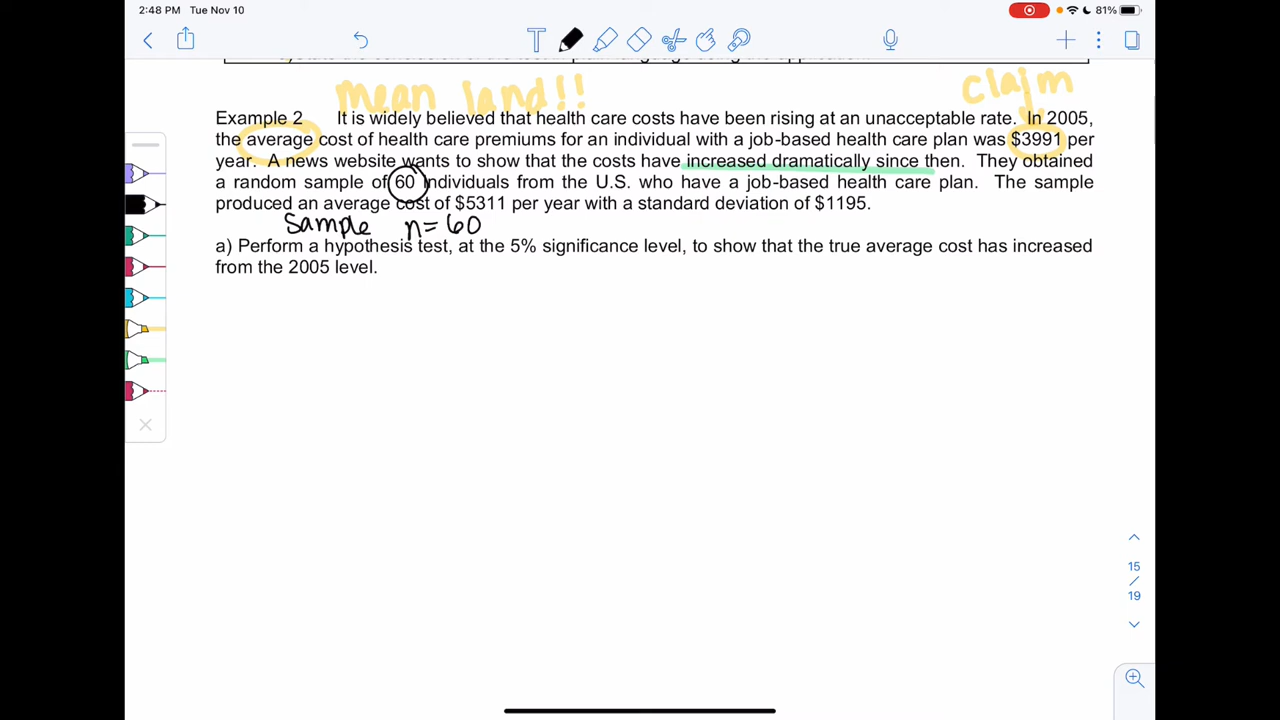 2:48 PM Tue Nov 10
81%
T
mean land!!
claim
Example 2 It is widely believed that health care costs have been rising at an unacceptable rate. In 2005,
the average cost of health care premiums for an individual with a job-based health care plan was $3991 per
year. A news website wants to show that the costs have increased dramatically since then. They obtained
a random sample of 60 individuals from the U.S. who have a job-based health care plan. The sample
produced an average cost of $5311 per year with a standard deviation of $1195.
Sample n=60
a) Perform a hypothesis test, at the 5% significance level, to show that the true average cost has increased
from the 2005 level.
15
/
19